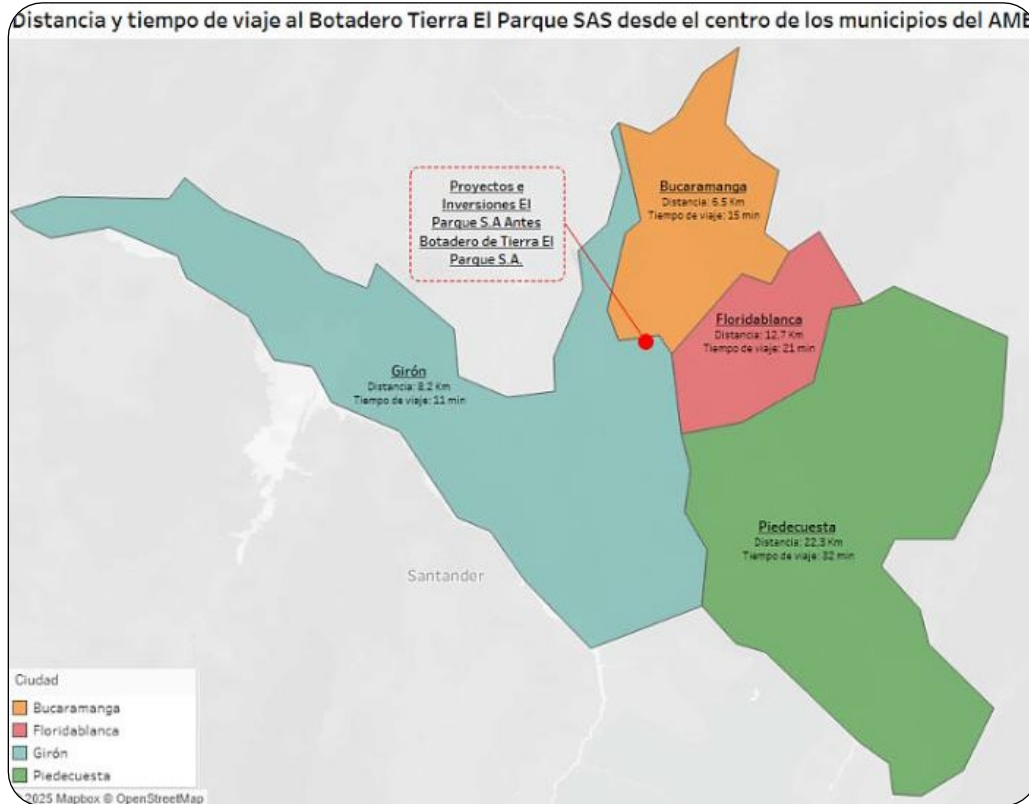 Distancia y tiempo de viaje al Botadero Tierra El Parque SAS desde el centro de los municipios del AMB
Proyectos e
Inversiones El
Parque S.A Antes
Botadero de Tierra El
Parque S.A.
Bucaramanga
Distancia: 6.5 Km
Tiempo de viaje: 15 min
Floridablanca
Distancia: 12,7 Km
Tiempo de viaje: 21 min
Girón
Distancia: 8.2 Km
Tiempo de viaje: 11 min
Piedecuesta
Distancia: 22,3 Km
Tiempo de viaje: 32 min
Santander
Ciudad
Bucaramanga
Floridablanca
Girón
Piedecuesta
2025 Mapbox © OpenStreetMap